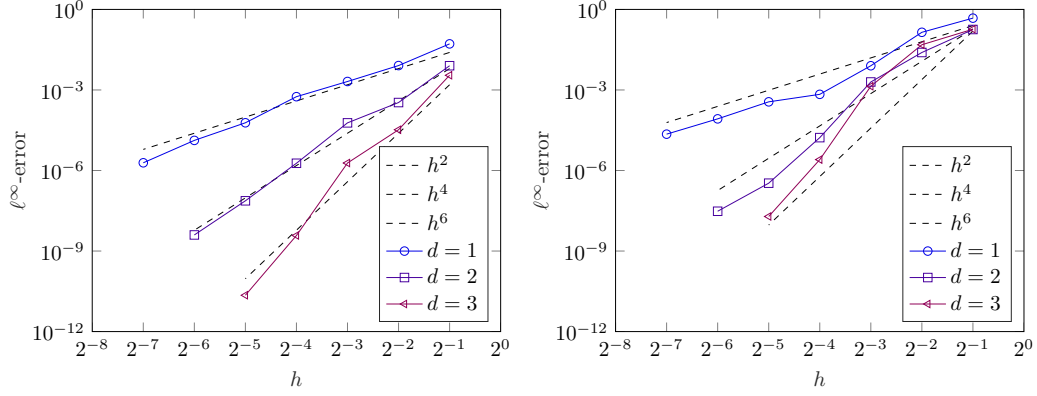 10^0
10^{-3}
10^{-6}
10^{-9}
10^{-12}
ℓ^∞-error
2^{-8} 2^{-7} 2^{-6} 2^{-5} 2^{-4} 2^{-3} 2^{-2} 2^{-1} 2^0
h
h^2
h^4
h^6
d = 1
d = 2
d = 3
10^0
10^{-3}
10^{-6}
10^{-9}
10^{-12}
ℓ^∞-error
2^{-8} 2^{-7} 2^{-6} 2^{-5} 2^{-4} 2^{-3} 2^{-2} 2^{-1} 2^0
h
h^2
h^4
h^6
d = 1
d = 2
d = 3